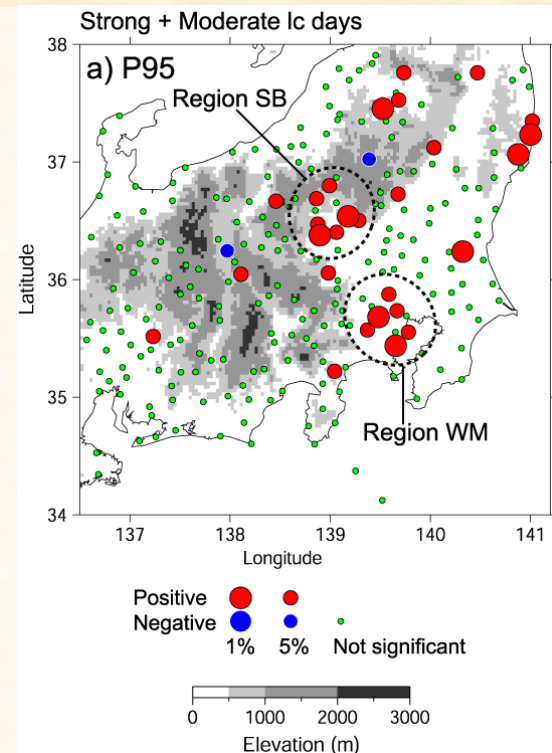 Strong + Moderate Ic days
a) P95
Region SB
Region WM
38
37
36
35
34
Latitude
137 138 139 140 141
Longitude
Positive
Negative
1% 5% Not significant
0 1000 2000 3000
Elevation (m)